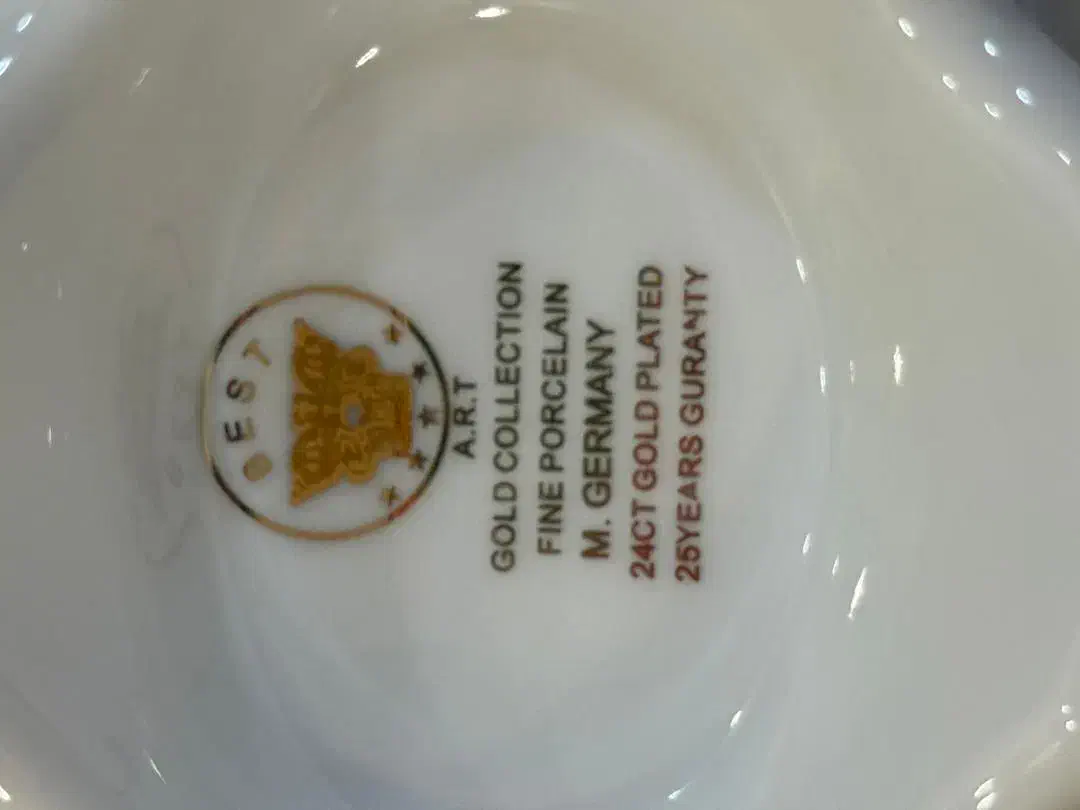 BEST
A.R.T
GOLD COLLECTION
FINE PORCELAIN
M. GERMANY
24CT GOLD PLATED
25YEARS GURANTY